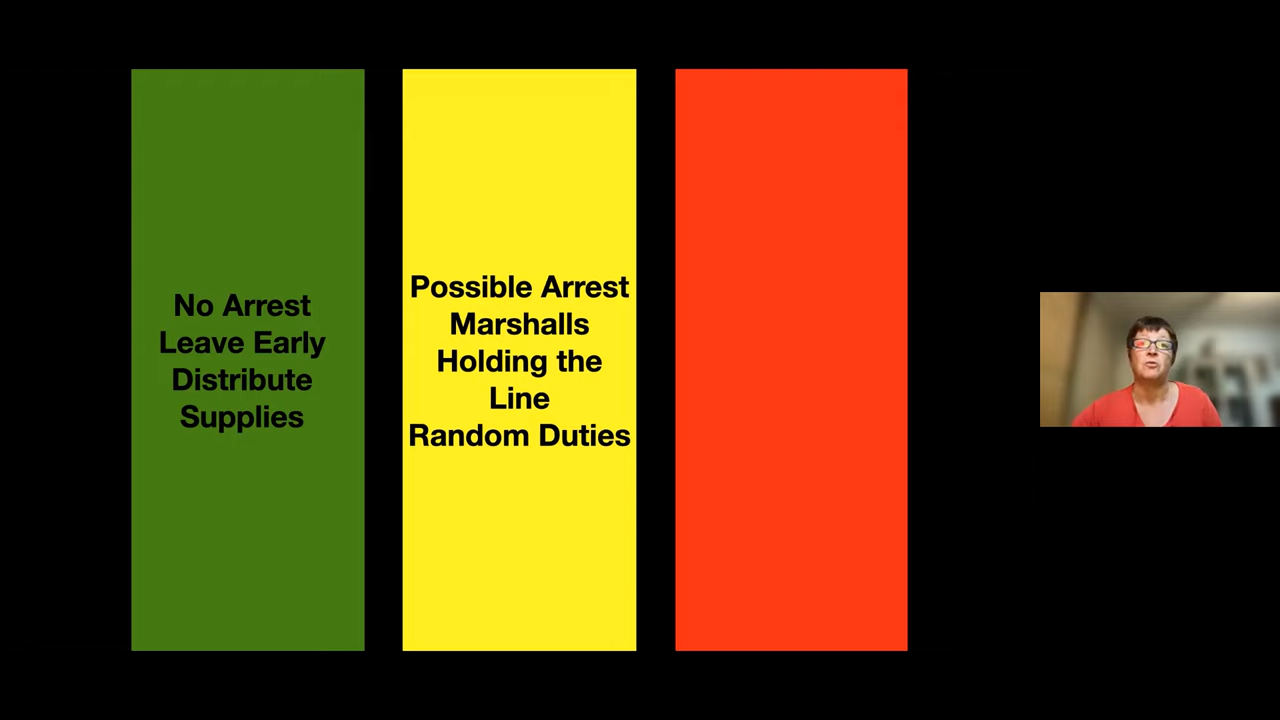 No Arrest
Leave Early
Distribute
Supplies
Possible Arrest
Marshalls
Holding the
Line
Random Duties